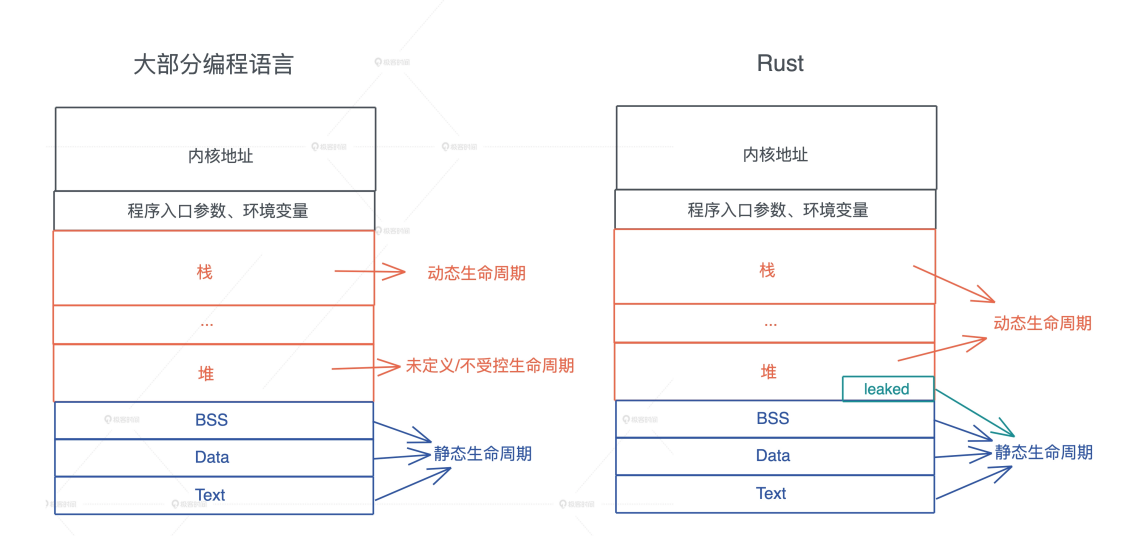 大部分编程语言
内核地址
程序入口参数、环境变量
栈
动态生命周期
...
堆
未定义/不受控生命周期
BSS
Data
静态生命周期
Text
Rust
内核地址
程序入口参数、环境变量
栈
...
动态生命周期
堆
leaked
BSS
Data
静态生命周期
Text